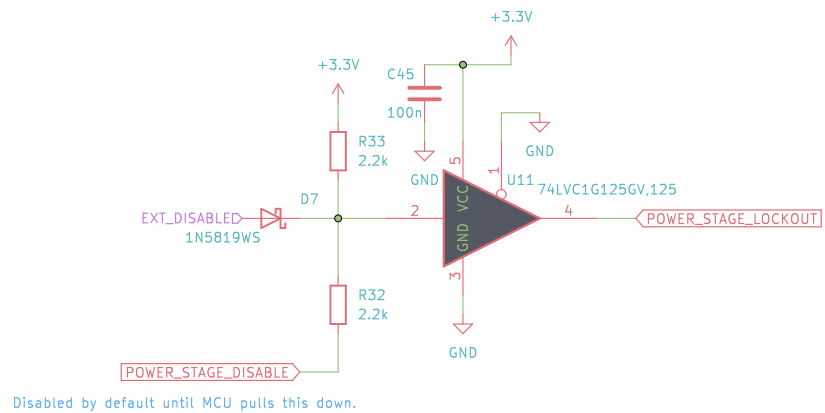 +3.3V
+3.3V
C45
100n
R33
2.2k
GND
GND
5
1
U11
74LVC1G125GV,125
VCC
D7
EXT_DISABLED
1N5819WS
2
4
POWER_STAGE_LOCKOUT
GND
3
R32
2.2k
GND
POWER_STAGE_DISABLE
Disabled by default until MCU pulls this down.